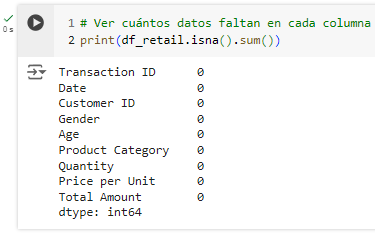 0s
1 # Ver cuántos datos faltan en cada columna
2 print(df_retail.isna().sum())
Transaction ID 0
Date 0
Customer ID 0
Gender 0
Age 0
Product Category 0
Quantity 0
Price per Unit 0
Total Amount 0
dtype: int64